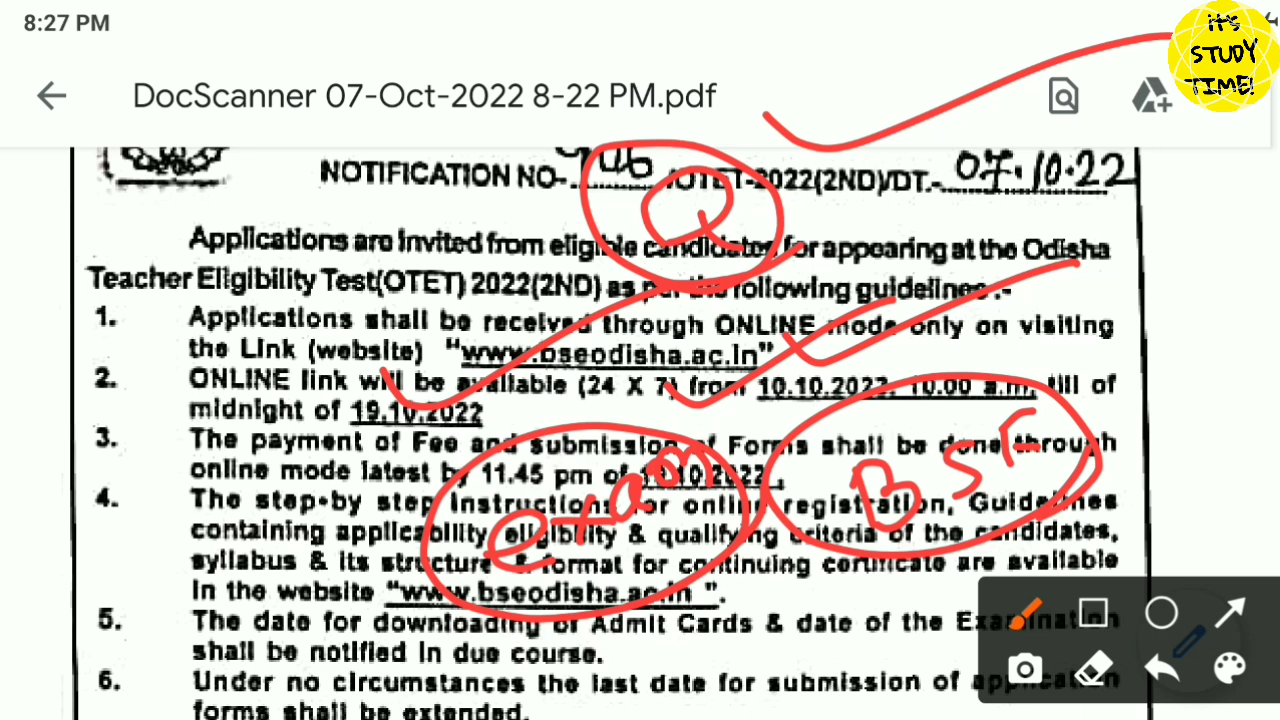 8:27 PM
IT'S
STUDY
TIME!
DocScanner 07-Oct-2022 8-22 PM.pdf
NOTIFICATION NO- /OTET-2022(2ND)/DT.- 07.10.22
Applications are invited from eligible candidates for appearing at the Odisha
Teacher Eligibility Test(OTET) 2022(2ND) as per the following guidelines :-
1. Applications shall be received through ONLINE mode only on visiting
the Link (website) "www.bseodisha.ac.in"
2. ONLINE link will be available (24 X 7) from 10.10.2022, 10.00 a.m. till of
midnight of 19.10.2022
3. The payment of Fee and submission of Forms shall be done through
online mode latest by 11.45 pm of 19.10.2022.
4. The step-by step Instructions for online registration, Guidelines
containing applicability eligiblity & qualifying criteria of the candidates,
syllabus & its structure & format for continuing certificate are available
in the website "www.bseodisha.ac.in ".
5. The date for downloading of Admit Cards & date of the Examination
shall be notified in due course.
6. Under no circumstances the last date for submission of application
forms shall be extended.
Q
exam
BSE